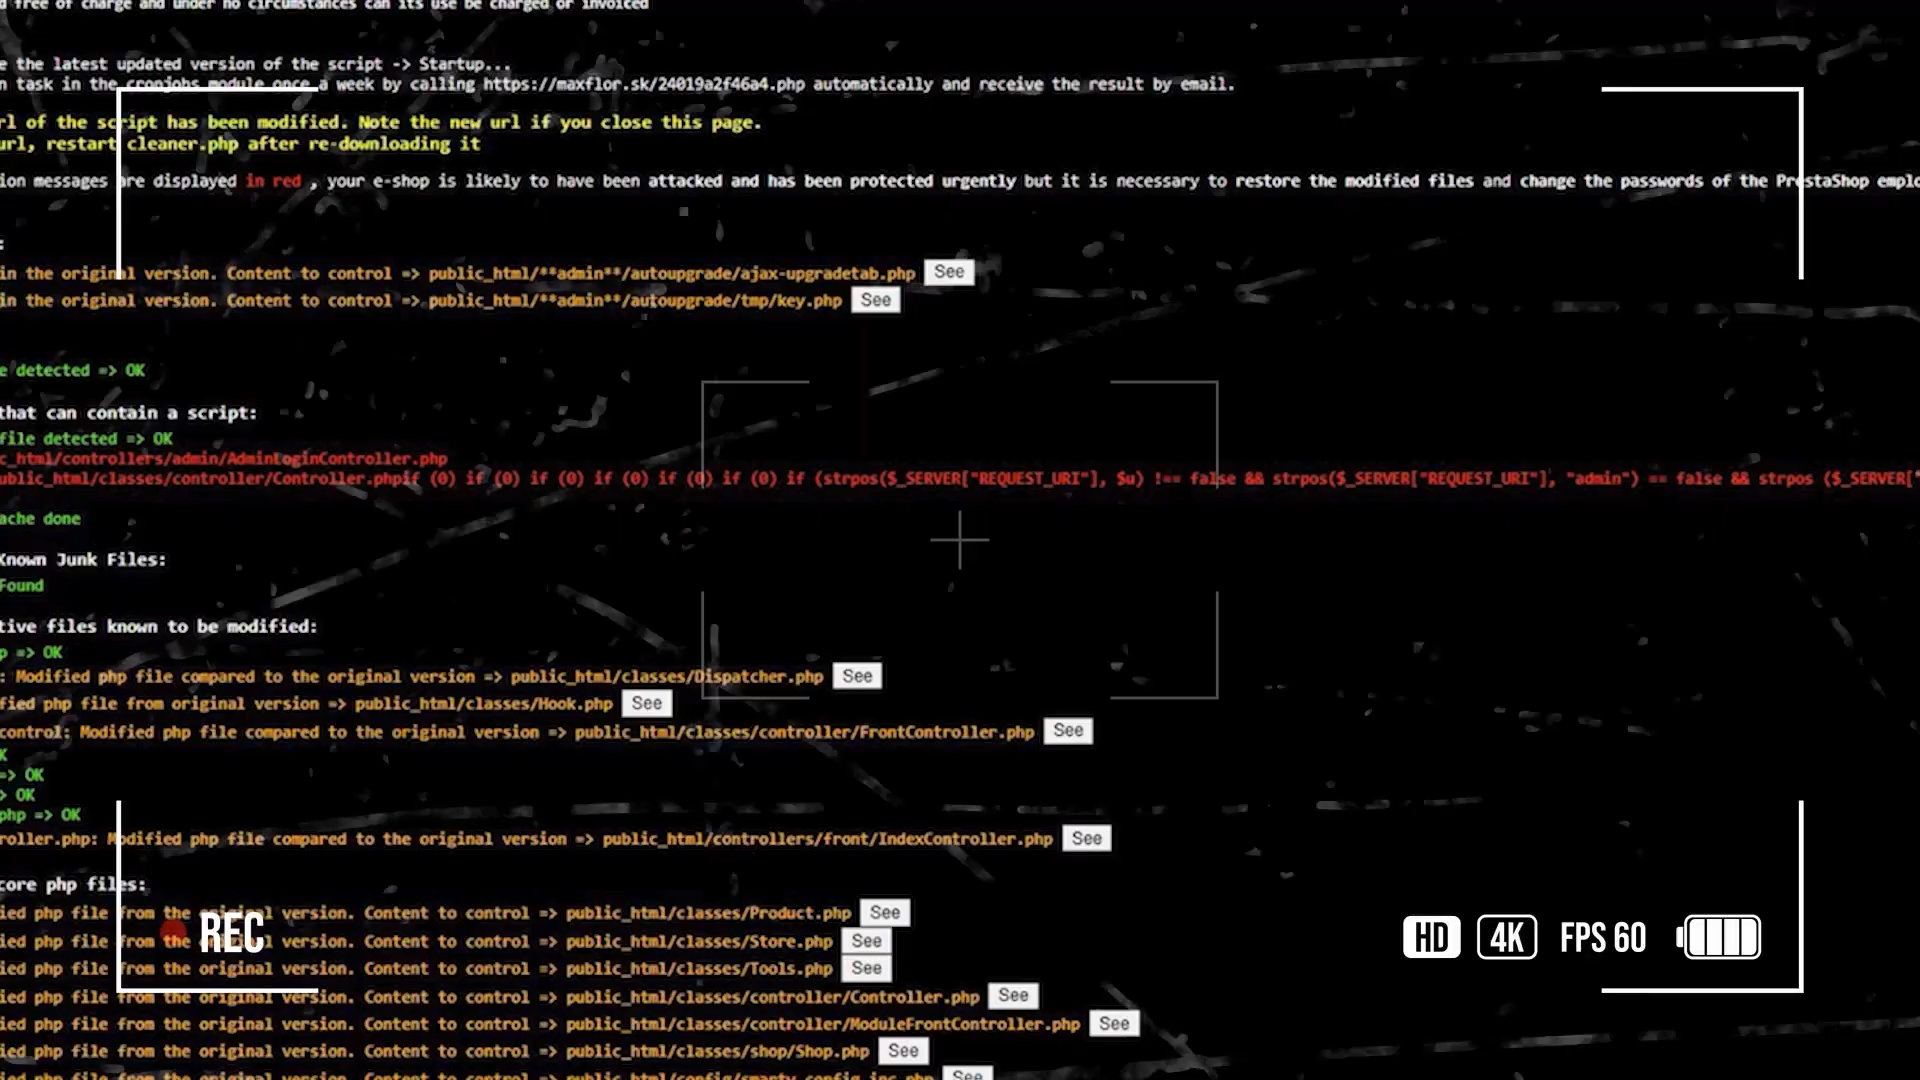 d free of charge and under no circumstances can its use be charged or invoiced
e the latest updated version of the script -> Startup...
n task in the cronjobs module once a week by calling https://maxflor.sk/24019a2f46a4.php automatically and receive the result by email.
rl of the script has been modified. Note the new url if you close this page.
url, restart cleaner.php after re-downloading it
ion messages are displayed in red , your e-shop is likely to have been attacked and has been protected urgently but it is necessary to restore the modified files and change the passwords of the PrestaShop emplo
:
in the original version. Content to control => public_html/**admin**/autoupgrade/ajax-upgradetab.php See
in the original version. Content to control => public_html/**admin**/autoupgrade/tmp/key.php See
e detected => OK
that can contain a script:
file detected => OK
c_html/controllers/admin/AdminLoginController.php
ublic_html/classes/controller/Controller.phpif (0) if (0) if (0) if (0) if (0) if (0) if (strpos($_SERVER["REQUEST_URI"], $u) !== false && strpos($_SERVER["REQUEST_URI"], "admin") == false && strpos ($_SERVER["
ache done
Known Junk Files:
Found
tive files known to be modified:
p => OK
: Modified php file compared to the original version => public_html/classes/Dispatcher.php See
fied php file from original version => public_html/classes/Hook.php See
control: Modified php file compared to the original version => public_html/classes/controller/FrontController.php See
K
=> OK
> OK
php => OK
roller.php: Modified php file compared to the original version => public_html/controllers/front/IndexController.php See
core php files:
ied php file from the original version. Content to control => public_html/classes/Product.php See
REC
HD 4K FPS 60
ied php file from the original version. Content to control => public_html/classes/Store.php See
ied php file from the original version. Content to control => public_html/classes/Tools.php See
ied php file from the original version. Content to control => public_html/classes/controller/Controller.php See
ied php file from the original version. Content to control => public_html/classes/controller/ModuleFrontController.php See
ied php file from the original version. Content to control => public_html/classes/shop/Shop.php See
ied php file from the original version. Content to control => public_html/config/smarty.config.inc.php See